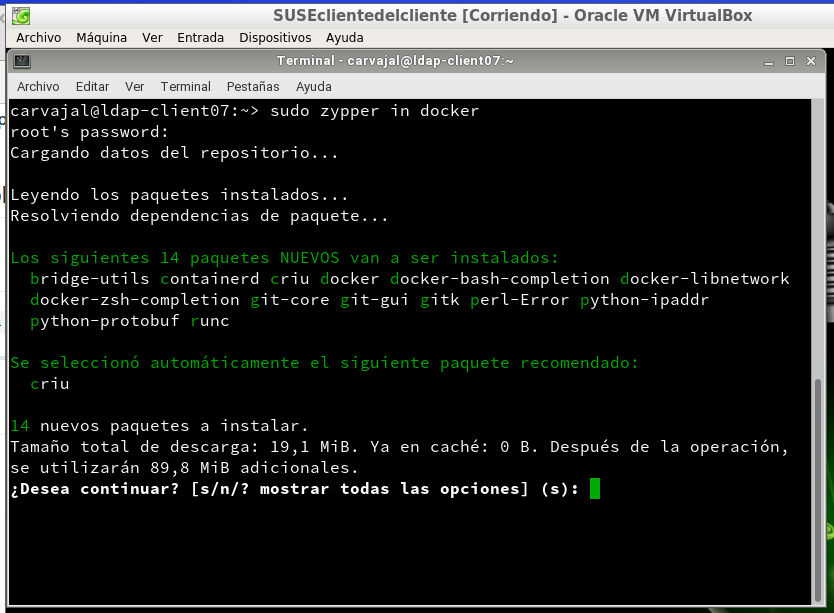 SUSEclientedelcliente [Corriendo] - Oracle VM VirtualBox
Archivo Máquina Ver Entrada Dispositivos Ayuda
Terminal - carvajal@ldap-client07:~
Archivo Editar Ver Terminal Pestañas Ayuda
carvajal@ldap-client07:~> sudo zypper in docker
root's password:
Cargando datos del repositorio...
Leyendo los paquetes instalados...
Resolviendo dependencias de paquete...
Los siguientes 14 paquetes NUEVOS van a ser instalados:
bridge-utils containerd criu docker docker-bash-completion docker-libnetwork
docker-zsh-completion git-core git-gui gitk perl-Error python-ipaddr
python-protobuf runc
Se seleccionó automáticamente el siguiente paquete recomendado:
criu
14 nuevos paquetes a instalar.
Tamaño total de descarga: 19,1 MiB. Ya en caché: 0 B. Después de la operación,
se utilizarán 89,8 MiB adicionales.
¿Desea continuar? [s/n/? mostrar todas las opciones] (s):